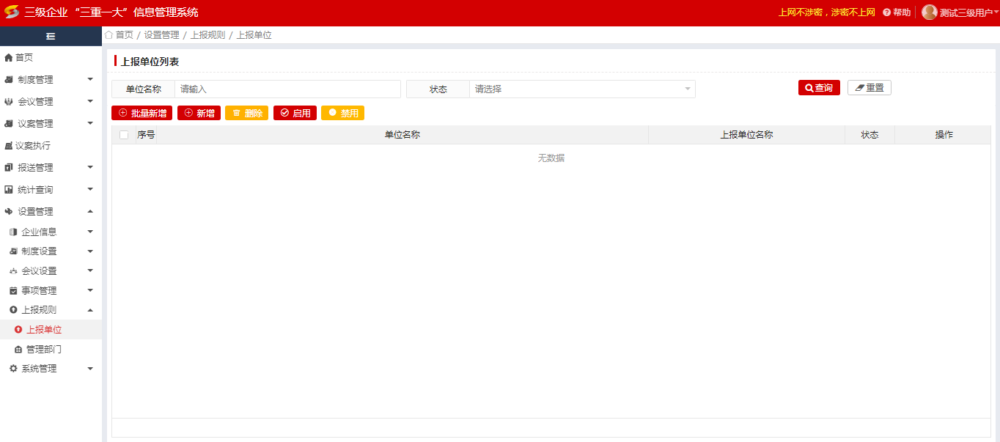 三级企业 “三重一大” 信息管理系统
上网不涉密，涉密不上网 帮助 测试三级用户
首页 / 设置管理 / 上报规则 / 上报单位
首页
制度管理
会议管理
议案管理
议案执行
报送管理
统计查询
设置管理
企业信息
制度设置
会议设置
事项管理
上报规则
上报单位
管理部门
系统管理
上报单位列表
单位名称 请输入 状态 请选择 查询 重置
批量新增 新增 删除 启用 禁用
序号 单位名称 上报单位名称 状态 操作
无数据